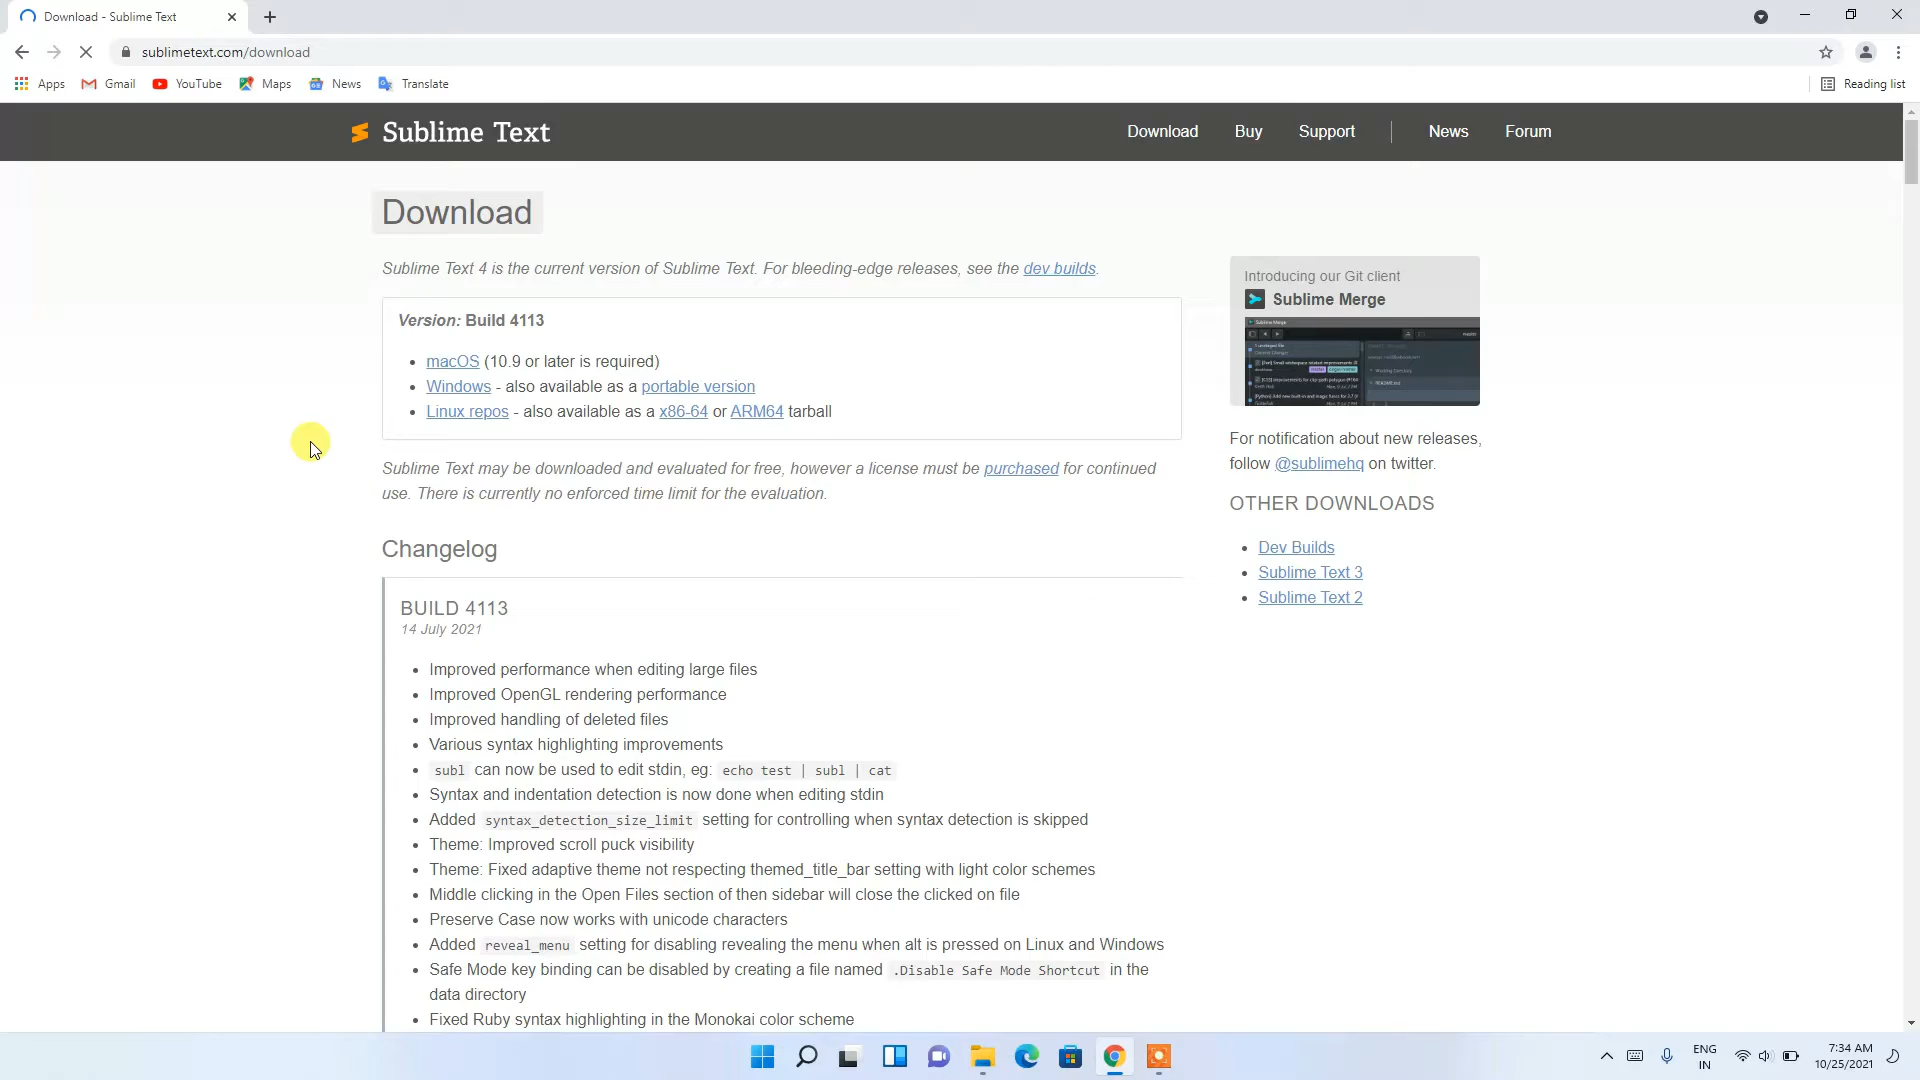 Download - Sublime Text
sublimetext.com/download
Apps Gmail YouTube Maps News Translate Reading list
Sublime Text Download Buy Support News Forum
Download
Sublime Text 4 is the current version of Sublime Text. For bleeding-edge releases, see the dev builds.
Version: Build 4113
macOS (10.9 or later is required)
Windows - also available as a portable version
Linux repos - also available as a x86-64 or ARM64 tarball
Sublime Text may be downloaded and evaluated for free, however a license must be purchased for continued
use. There is currently no enforced time limit for the evaluation.
Changelog
BUILD 4113
14 July 2021
Improved performance when editing large files
Improved OpenGL rendering performance
Improved handling of deleted files
Various syntax highlighting improvements
subl can now be used to edit stdin, eg: echo test | subl | cat
Syntax and indentation detection is now done when editing stdin
Added syntax_detection_size_limit setting for controlling when syntax detection is skipped
Theme: Improved scroll puck visibility
Theme: Fixed adaptive theme not respecting themed_title_bar setting with light color schemes
Middle clicking in the Open Files section of then sidebar will close the clicked on file
Preserve Case now works with unicode characters
Added reveal_menu setting for disabling revealing the menu when alt is pressed on Linux and Windows
Safe Mode key binding can be disabled by creating a file named .Disable Safe Mode Shortcut in the
data directory
Fixed Ruby syntax highlighting in the Monokai color scheme
Introducing our Git client
Sublime Merge
Sublime Merge
For notification about new releases,
follow @sublimehq on twitter.
OTHER DOWNLOADS
Dev Builds
Sublime Text 3
Sublime Text 2
ENG
IN
7:34 AM
10/25/2021